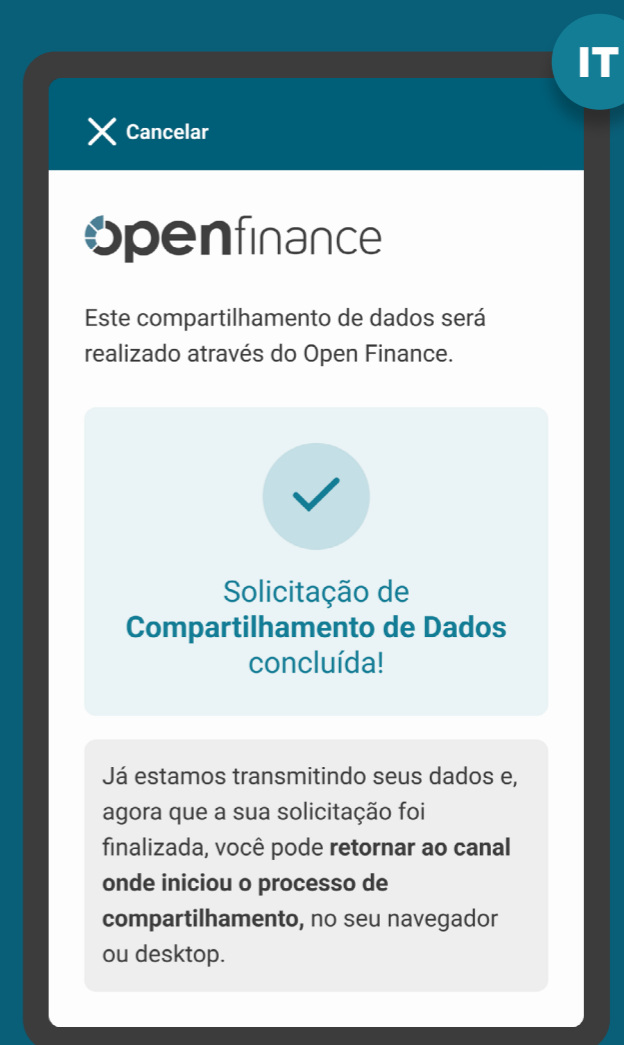 IT
Cancelar
openfinance
Este compartilhamento de dados será
realizado através do Open Finance.
Solicitação de
Compartilhamento de Dados
concluída!
Já estamos transmitindo seus dados e,
agora que a sua solicitação foi
finalizada, você pode retornar ao canal
onde iniciou o processo de
compartilhamento, no seu navegador
ou desktop.